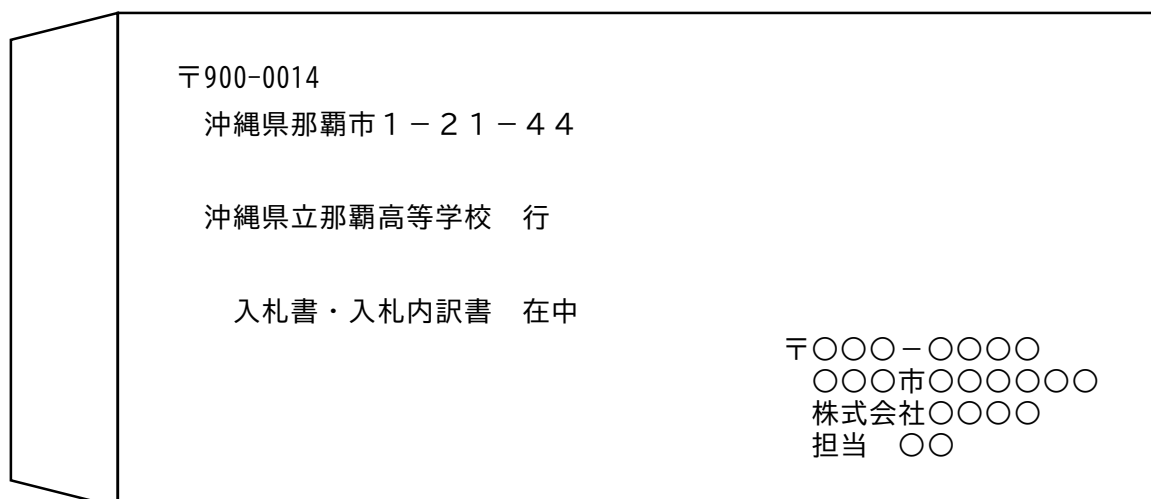 〒900-0014
沖縄県那覇市１－２１－４４
沖縄県立那覇高等学校　行
入札書・入札内訳書　在中
〒○○○－○○○○
○○○市○○○○○○
株式会社○○○○
担当　○○